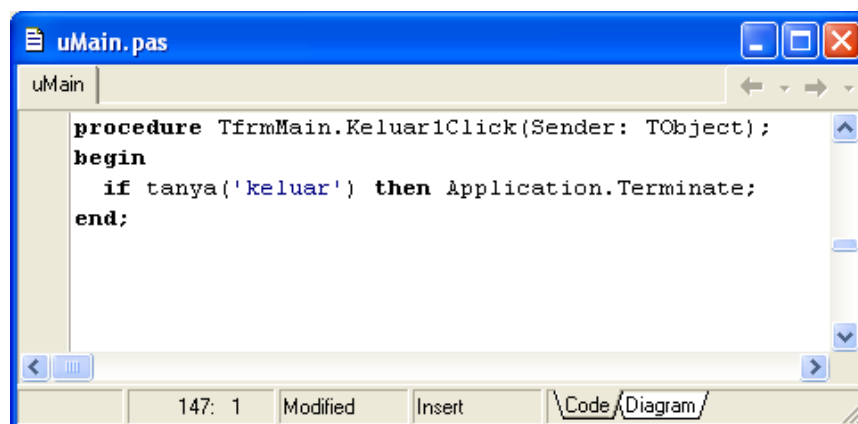 uMain.pas
uMain
procedure TfrmMain.Keluar1Click(Sender: TObject);
begin
  if tanya('keluar') then Application.Terminate;
end;
147: 1 Modified Insert Code Diagram